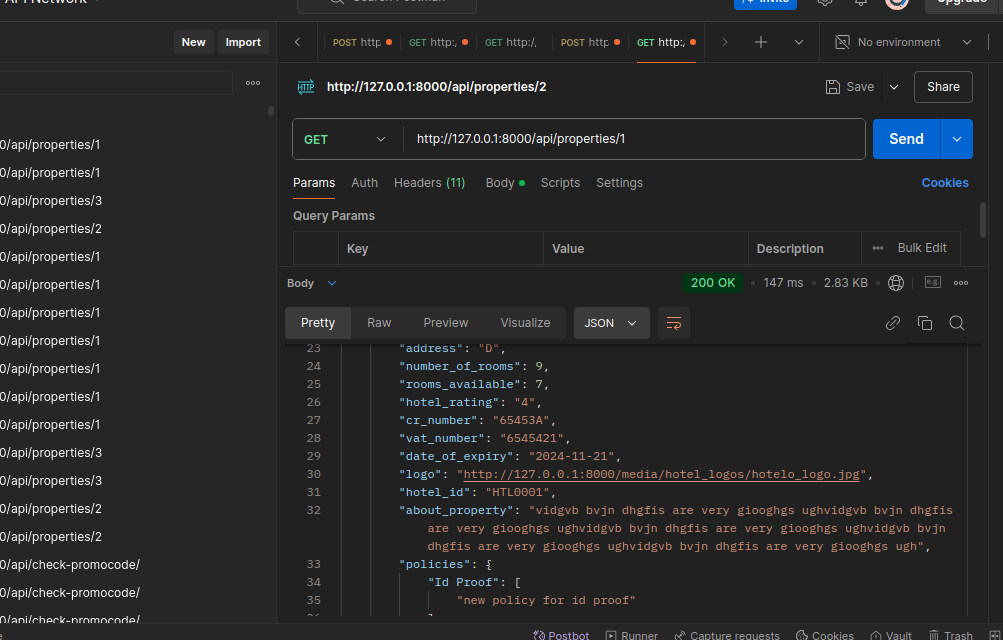 API Network
Search Postman
Invite
Upgrade
New
Import
POST http
GET http:/
GET http:/,
POST http
GET http:/
No environment
HTTP
http://127.0.0.1:8000/api/properties/2
Save
Share
GET
http://127.0.0.1:8000/api/properties/1
Send
Params
Auth
Headers (11)
Body
Scripts
Settings
Cookies
Query Params
Key
Value
Description
Bulk Edit
Body
200 OK
147 ms
2.83 KB
e.g.
Pretty
Raw
Preview
Visualize
JSON
23 "address": "D",
24 "number_of_rooms": 9,
25 "rooms_available": 7,
26 "hotel_rating": "4",
27 "cr_number": "65453A",
28 "vat_number": "6545421",
29 "date_of_expiry": "2024-11-21",
30 "logo": "http://127.0.0.1:8000/media/hotel_logos/hotelo_logo.jpg",
31 "hotel_id": "HTL0001",
32 "about_property": "vidgvb bvjn dhgfis are very giooghgs ughvidgvb bvjn dhgfis
are very giooghgs ughvidgvb bvjn dhgfis are very giooghgs ughvidgvb bvjn
dhgfis are very giooghgs ughvidgvb bvjn dhgfis are very giooghgs ugh",
33 "policies": {
34 "Id Proof": [
35 "new policy for id proof"
0/api/properties/1
0/api/properties/1
0/api/properties/3
0/api/properties/2
0/api/properties/1
0/api/properties/1
0/api/properties/1
0/api/properties/1
0/api/properties/1
0/api/properties/1
0/api/properties/1
0/api/properties/3
0/api/properties/3
0/api/properties/2
0/api/properties/2
0/api/check-promocode/
0/api/check-promocode/
0/api/check-promocode/
Postbot
Runner
Capture requests
Cookies
Vault
Trash